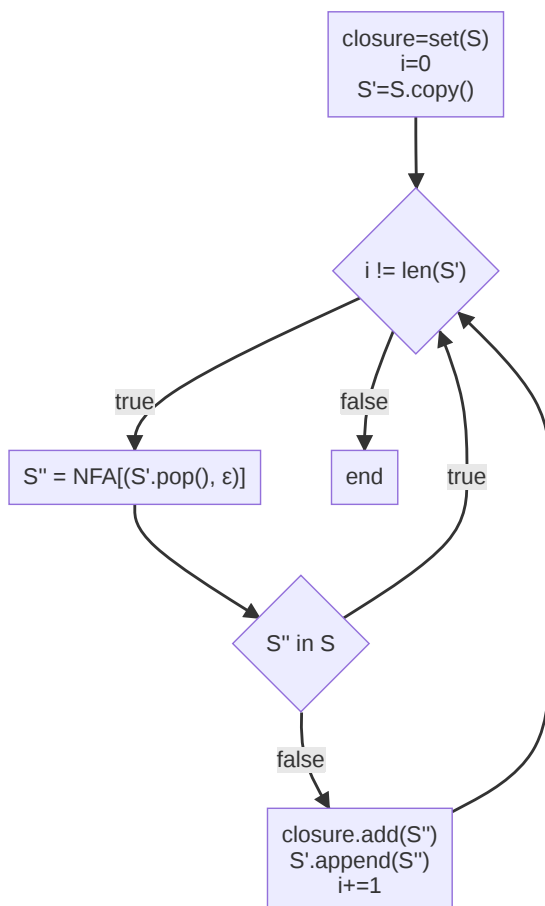 closure=set(S)
i=0
S'=S.copy()
i != len(S')
true
false
S'' = NFA[(S'.pop(), ε)]
end
true
S'' in S
false
closure.add(S'')
S'.append(S'')
i+=1